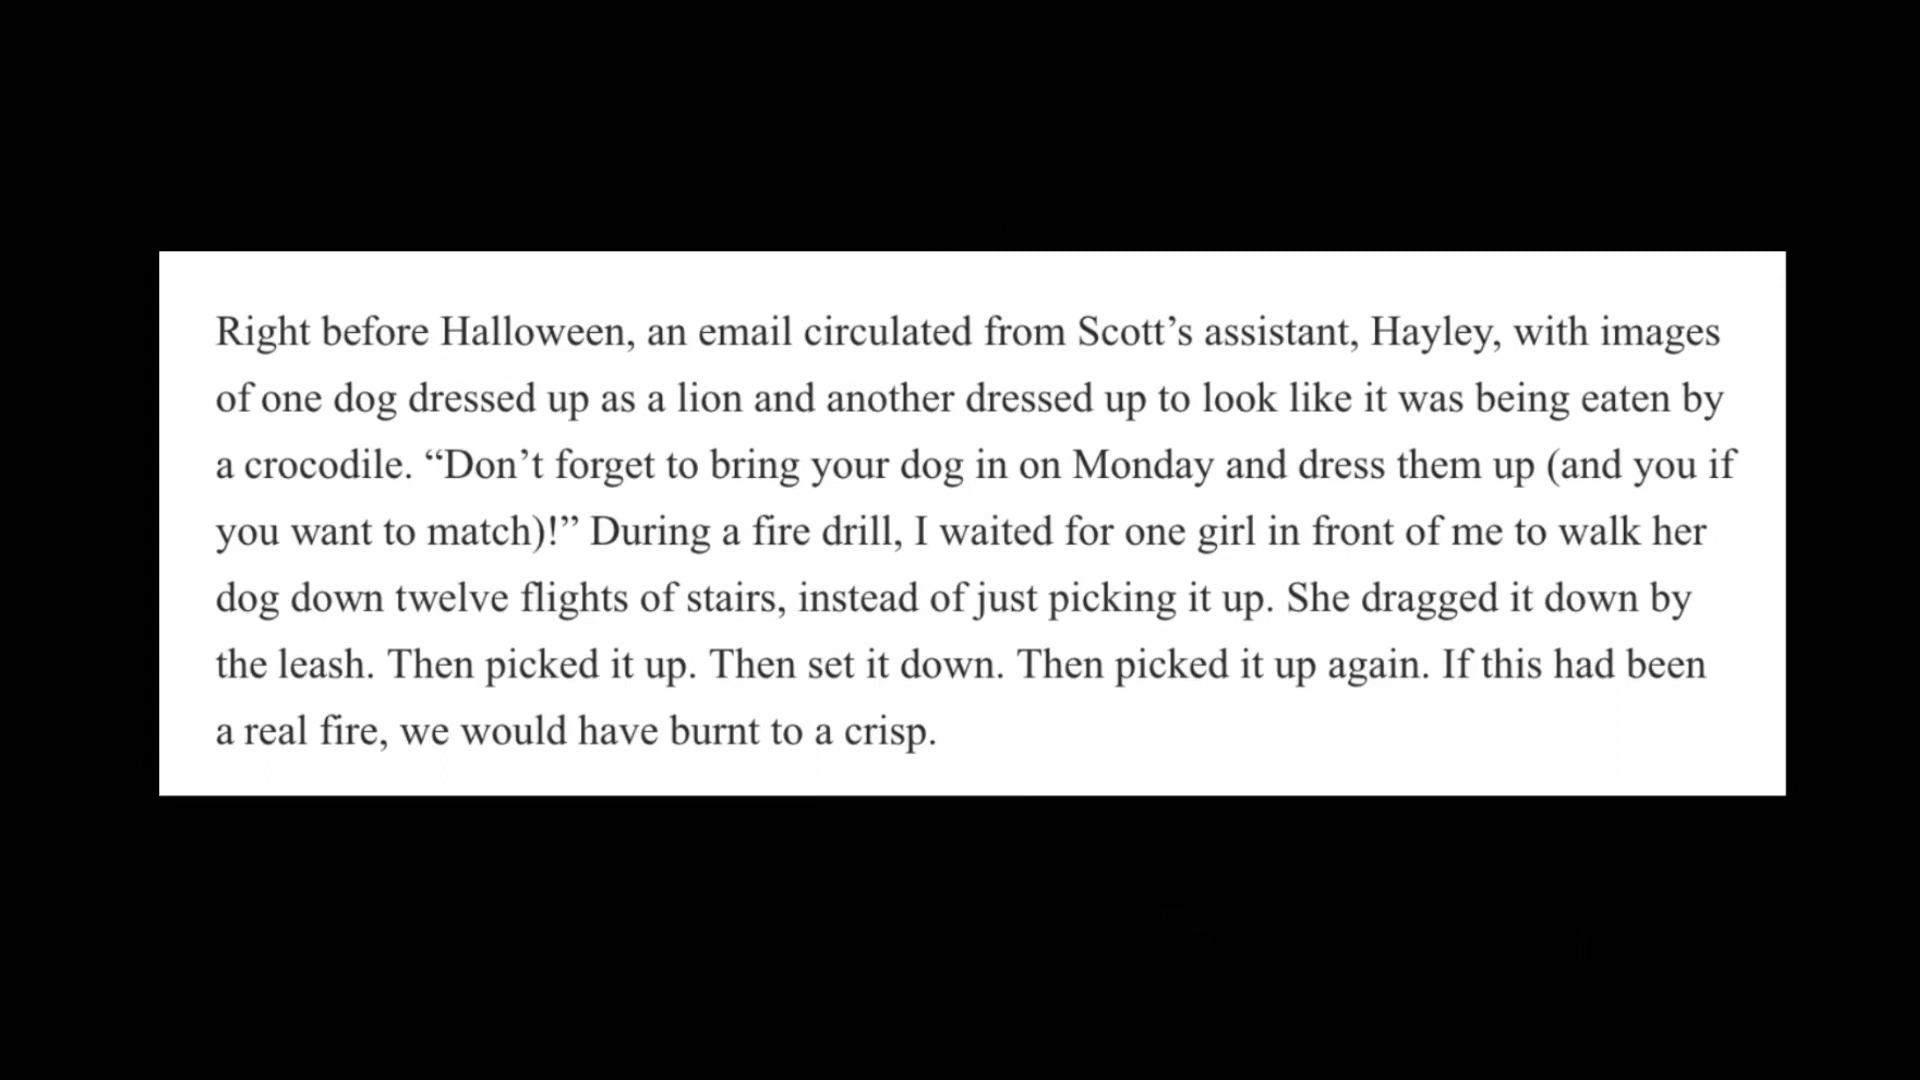 Right before Halloween, an email circulated from Scott’s assistant, Hayley, with images
of one dog dressed up as a lion and another dressed up to look like it was being eaten by
a crocodile. “Don’t forget to bring your dog in on Monday and dress them up (and you if
you want to match)!” During a fire drill, I waited for one girl in front of me to walk her
dog down twelve flights of stairs, instead of just picking it up. She dragged it down by
the leash. Then picked it up. Then set it down. Then picked it up again. If this had been
a real fire, we would have burnt to a crisp.